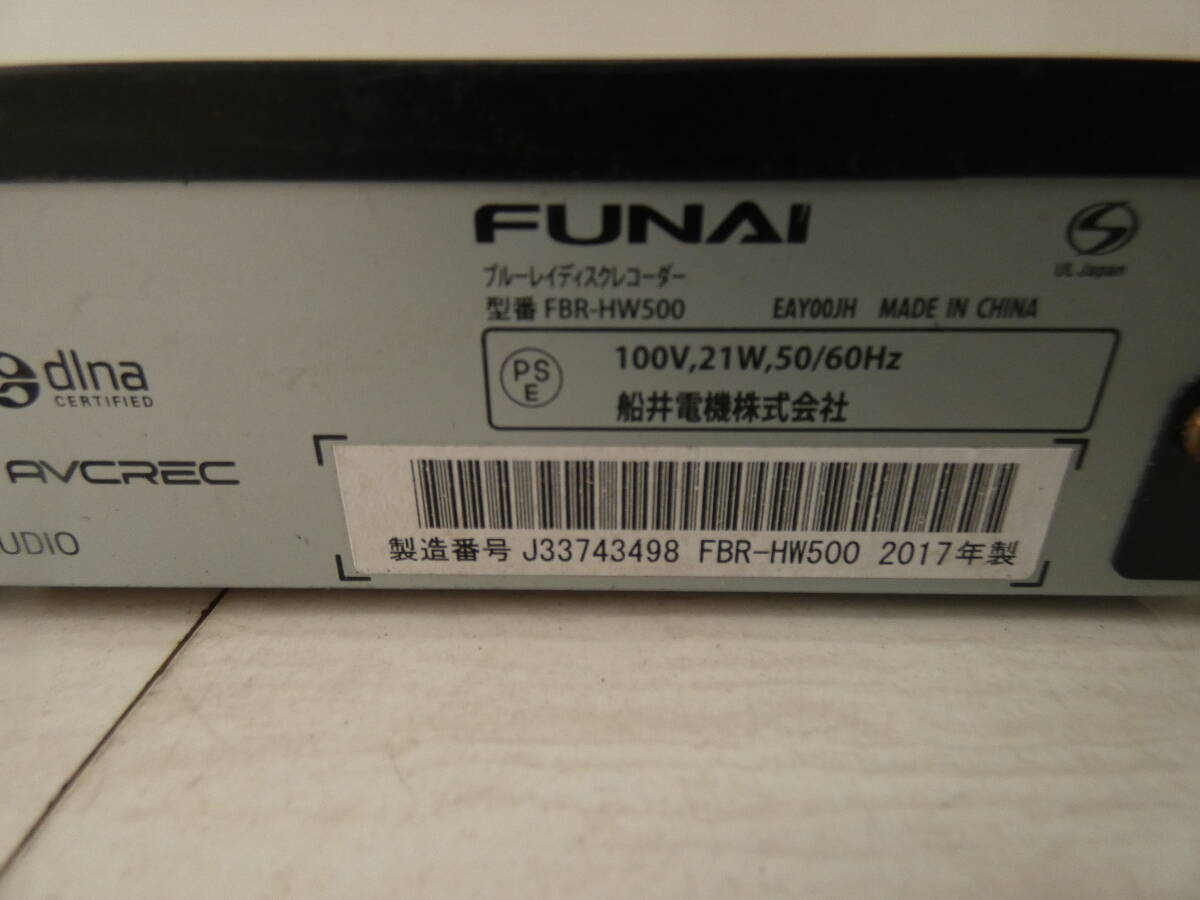 FUNAI
UL Japan
ブルーレイディスクレコーダー
型番 FBR-HW500 EAY00JH MADE IN CHINA
dlna
CERTIFIED
PS
E
100V,21W,50/60Hz
船井電機株式会社
AVCREC
UDIO
製造番号 J33743498 FBR-HW500 2017年製